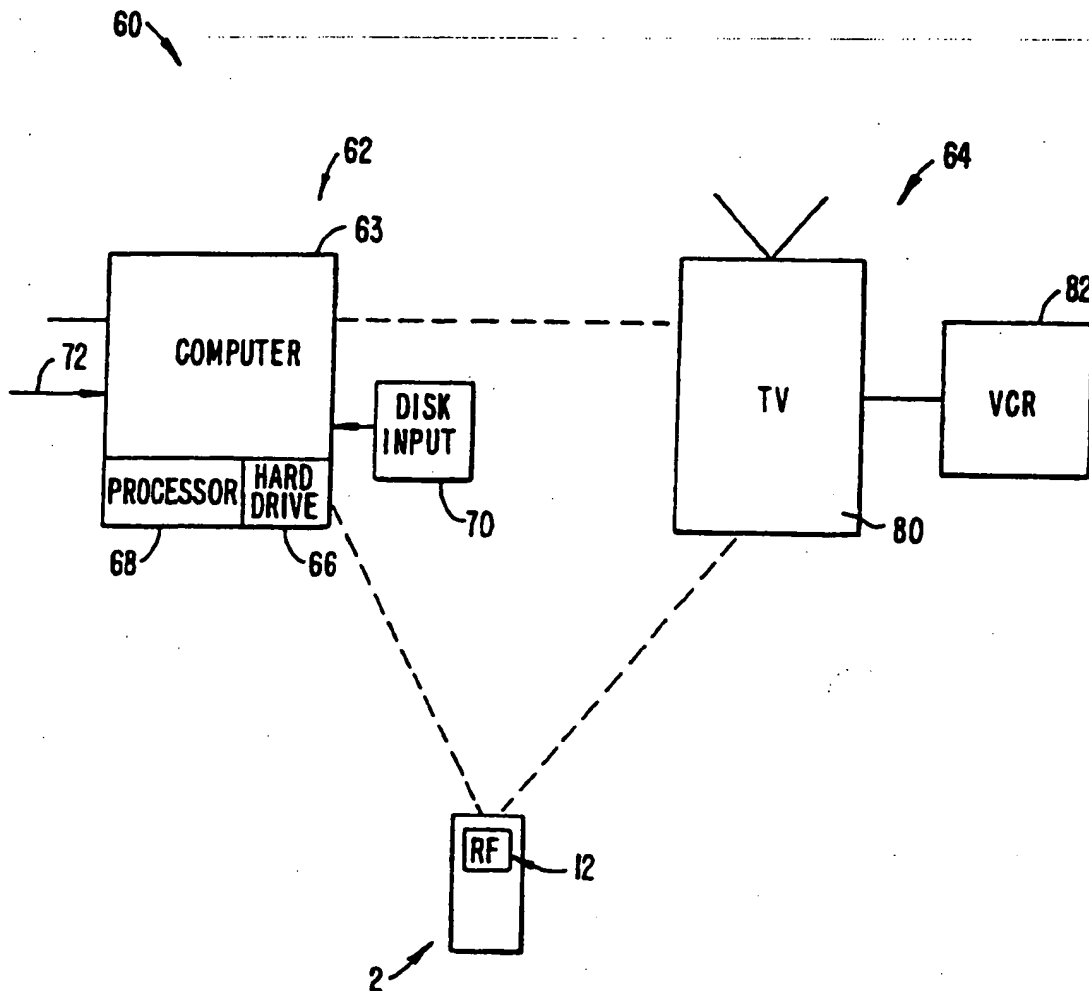 60
62
64
63
82
72
COMPUTER
DISK
INPUT
TV
VCR
PROCESSOR
HARD
DRIVE
70
80
68
66
RF
12
2